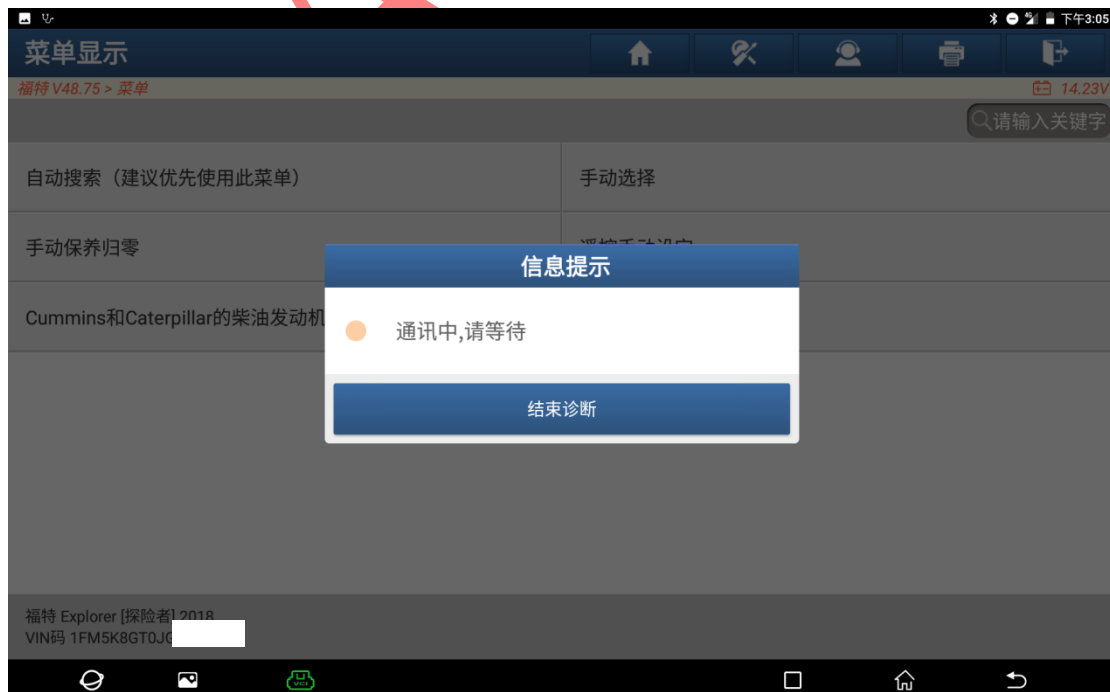 下午3:05
菜单显示
福特 V48.75 > 菜单
14.23V
请输入关键字
自动搜索（建议优先使用此菜单）
手动选择
手动保养归零
信息提示
Cummins和Caterpillar的柴油发动机
通讯中,请等待
结束诊断
福特 Explorer [探险者] 2018
VIN码 1FM5K8GT0JG
VCI